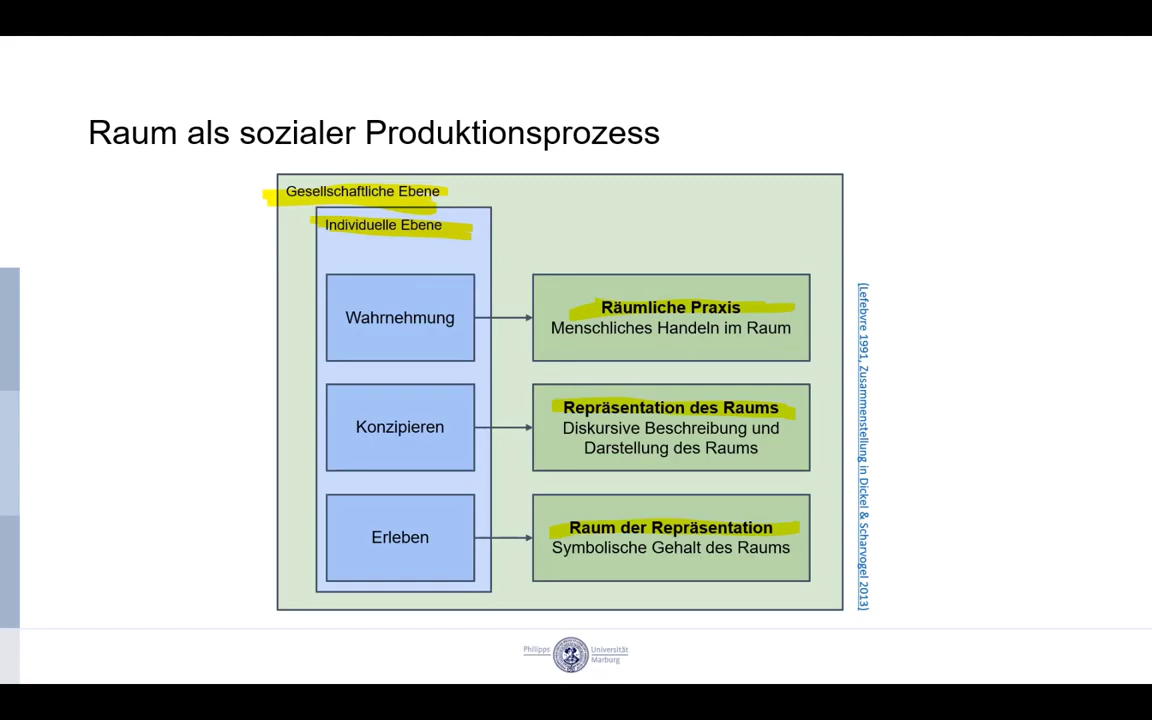 Raum als sozialer Produktionsprozess
Gesellschaftliche Ebene
Individuelle Ebene
Wahrnehmung
Räumliche Praxis
Menschliches Handeln im Raum
Konzipieren
Repräsentation des Raums
Diskursive Beschreibung und
Darstellung des Raums
Erleben
Raum der Repräsentation
Symbolische Gehalt des Raums
(Lefebvre 1991, Zusammenstellung in Dickel & Scharvogel 2013)
Philipps
Universität
Marburg